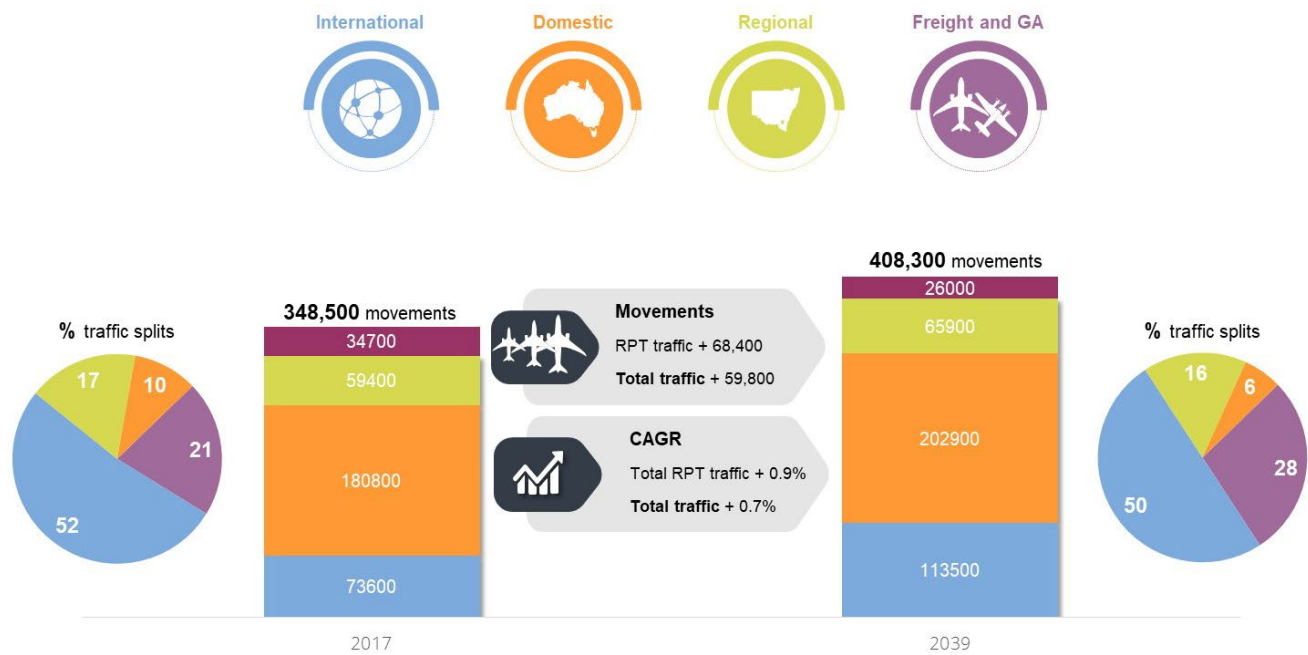 International
Domestic
Regional
Freight and GA
% traffic splits
17
10
21
52
348,500 movements
34700
59400
180800
73600
2017
Movements
RPT traffic + 68,400
Total traffic + 59,800
CAGR
Total RPT traffic + 0.9%
Total traffic + 0.7%
408,300 movements
26000
65900
202900
113500
2039
% traffic splits
16
6
28
50